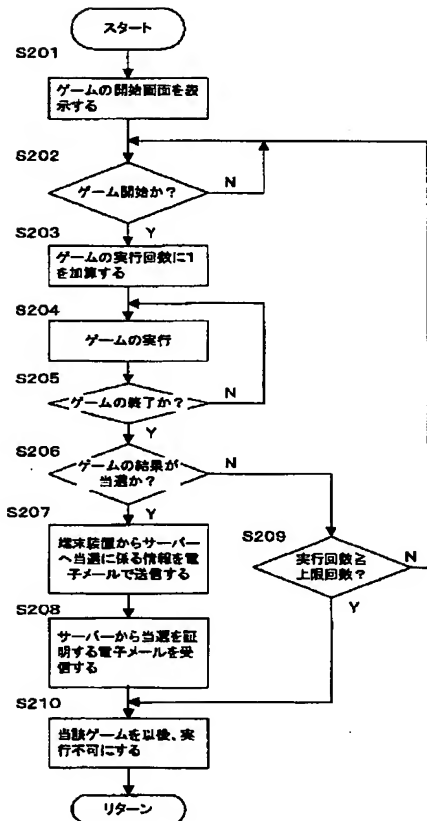 スタート
S201
ゲームの開始画面を表
示する
S202
ゲーム開始か？
N
Y
S203
ゲームの実行回数に1
を加算する
S204
ゲームの実行
S205
ゲームの終了か？
N
Y
S206
ゲームの結果が
当選か？
N
Y
S207
端末装置からサーバー
へ当選に係る情報を電
子メールで送信する
S209
実行回数≧
上限回数？
N
Y
S208
サーバーから当選を証
明する電子メールを受
信する
S210
当該ゲームを以後、実
行不可にする
リターン